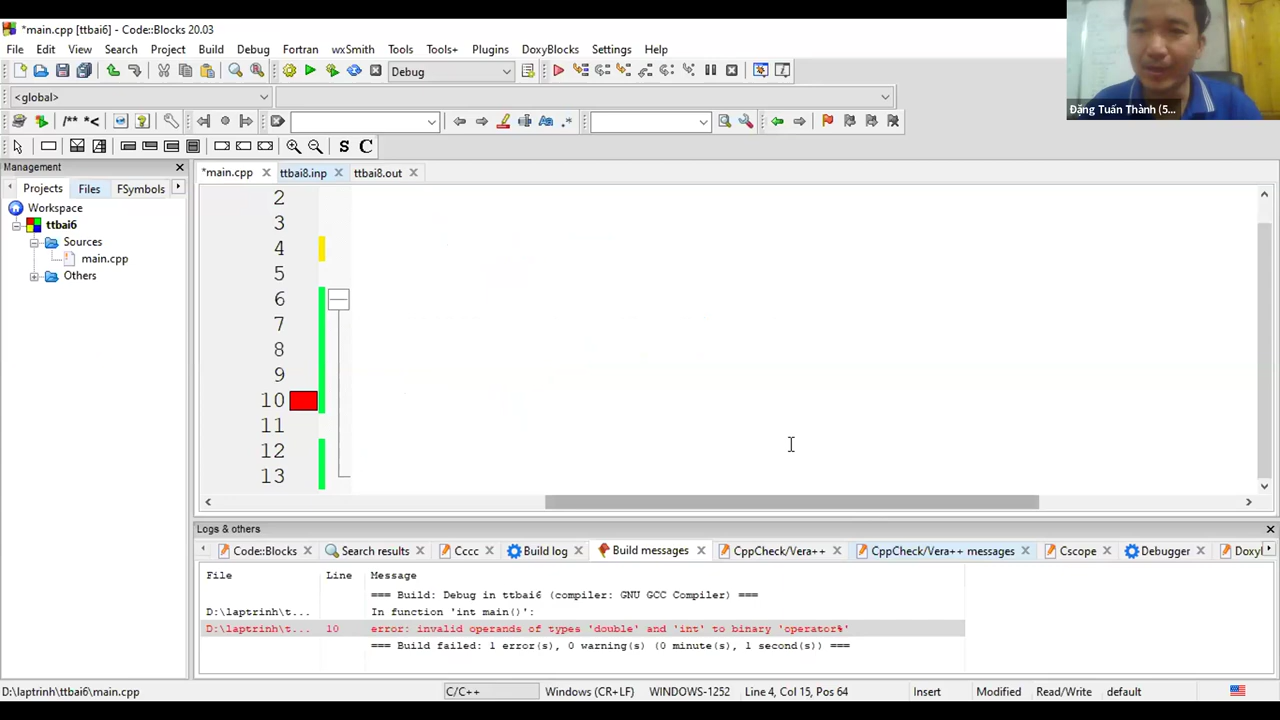 *main.cpp [ttbai6] - Code::Blocks 20.03
File Edit View Search Project Build Debug Fortran wxSmith Tools Tools+ Plugins DoxyBlocks Settings Help
Debug
<global>
/** *<
S C
Management
Projects Files FSymbols
Workspace
ttbai6
Sources
main.cpp
Others
*main.cpp ttbai8.inp ttbai8.out
2
3
4
5
6
7
8
9
10
11
12
13
Logs & others
Code::Blocks Search results Cccc Build log Build messages CppCheck/Vera++ CppCheck/Vera++ messages Cscope Debugger
File Line Message
=== Build: Debug in ttbai6 (compiler: GNU GCC Compiler) ===
D:\laptrinh\t... In function 'int main()':
D:\laptrinh\t... 10 error: invalid operands of types 'double' and 'int' to binary 'operator%'
=== Build failed: 1 error(s), 0 warning(s) (0 minute(s), 1 second(s)) ===
D:\laptrinh\ttbai6\main.cpp C/C++ Windows (CR+LF) WINDOWS-1252 Line 4, Col 15, Pos 64 Insert Modified Read/Write default
Đặng Tuấn Thành (5...